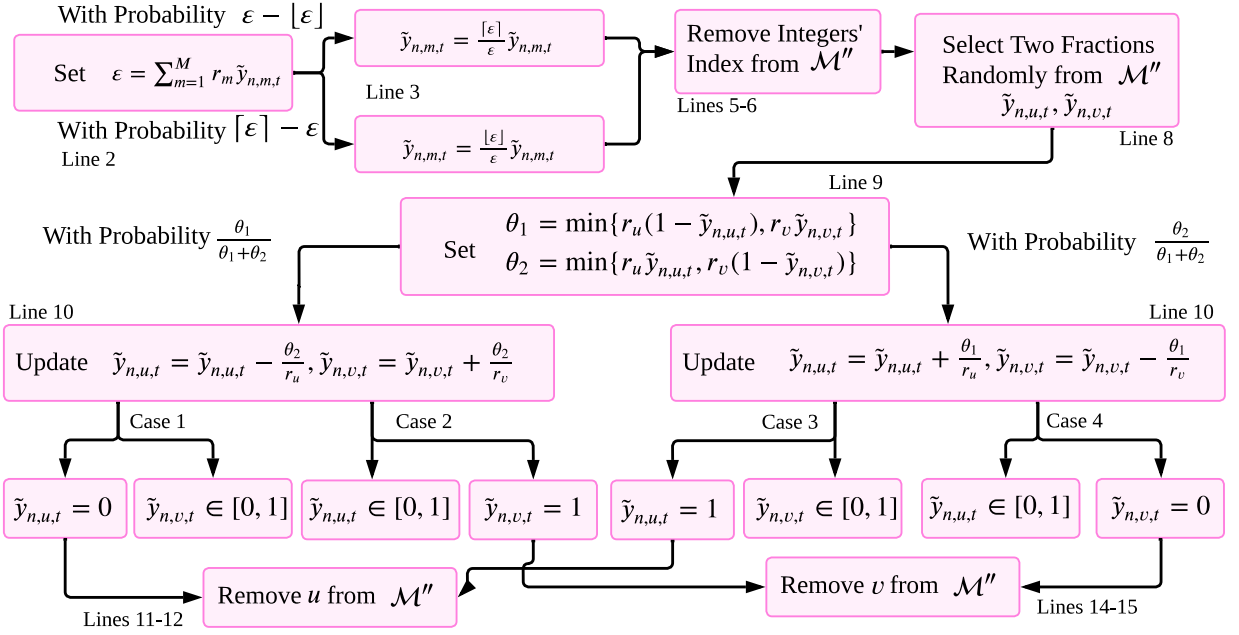 With Probability ε − ⌊ε⌋
Set ε = ∑_{m=1}^{M} r_m ỹ_{n,m,t}
With Probability ⌈ε⌉ − ε
Line 2
ỹ_{n,m,t} = ⌈ε⌉/ε ỹ_{n,m,t}
Line 3
ỹ_{n,m,t} = ⌊ε⌋/ε ỹ_{n,m,t}
Remove Integers'
Index from ℳ″
Lines 5-6
Select Two Fractions
Randomly from ℳ″
ỹ_{n,u,t}, ỹ_{n,v,t}
Line 8
Line 9
Set
θ₁ = min{r_u(1 − ỹ_{n,u,t}), r_v ỹ_{n,v,t}}
θ₂ = min{r_u ỹ_{n,u,t}, r_v(1 − ỹ_{n,v,t})}
With Probability θ₁/(θ₁+θ₂)
With Probability θ₂/(θ₁+θ₂)
Line 10
Update ỹ_{n,u,t} = ỹ_{n,u,t} − θ₂/r_u, ỹ_{n,v,t} = ỹ_{n,v,t} + θ₂/r_v
Line 10
Update ỹ_{n,u,t} = ỹ_{n,u,t} + θ₁/r_u, ỹ_{n,v,t} = ỹ_{n,v,t} − θ₁/r_v
Case 1
Case 2
Case 3
Case 4
ỹ_{n,u,t} = 0
ỹ_{n,v,t} ∈ [0, 1]
ỹ_{n,u,t} ∈ [0, 1]
ỹ_{n,v,t} = 1
ỹ_{n,u,t} = 1
ỹ_{n,v,t} ∈ [0, 1]
ỹ_{n,u,t} ∈ [0, 1]
ỹ_{n,v,t} = 0
Remove u from ℳ″
Lines 11-12
Remove v from ℳ″
Lines 14-15